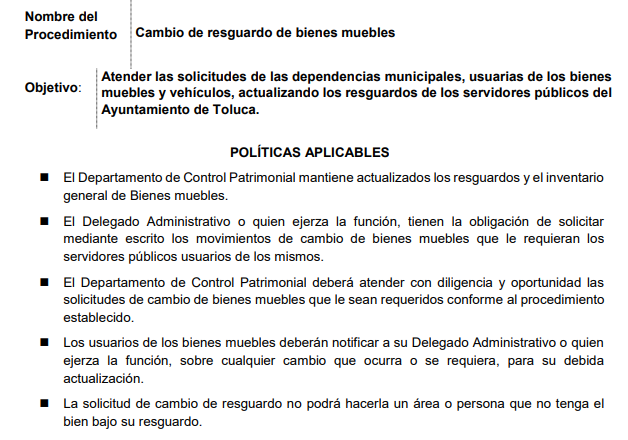 Nombre del
Procedimiento
Cambio de resguardo de bienes muebles
Objetivo:
Atender las solicitudes de las dependencias municipales, usuarias de los bienes
muebles y vehículos, actualizando los resguardos de los servidores públicos del
Ayuntamiento de Toluca.
POLÍTICAS APLICABLES
■ El Departamento de Control Patrimonial mantiene actualizados los resguardos y el inventario
general de Bienes muebles.
■ El Delegado Administrativo o quien ejerza la función, tienen la obligación de solicitar
mediante escrito los movimientos de cambio de bienes muebles que le requieran los
servidores públicos usuarios de los mismos.
■ El Departamento de Control Patrimonial deberá atender con diligencia y oportunidad las
solicitudes de cambio de bienes muebles que le sean requeridos conforme al procedimiento
establecido.
■ Los usuarios de los bienes muebles deberán notificar a su Delegado Administrativo o quien
ejerza la función, sobre cualquier cambio que ocurra o se requiera, para su debida
actualización.
■ La solicitud de cambio de resguardo no podrá hacerla un área o persona que no tenga el
bien bajo su resguardo.